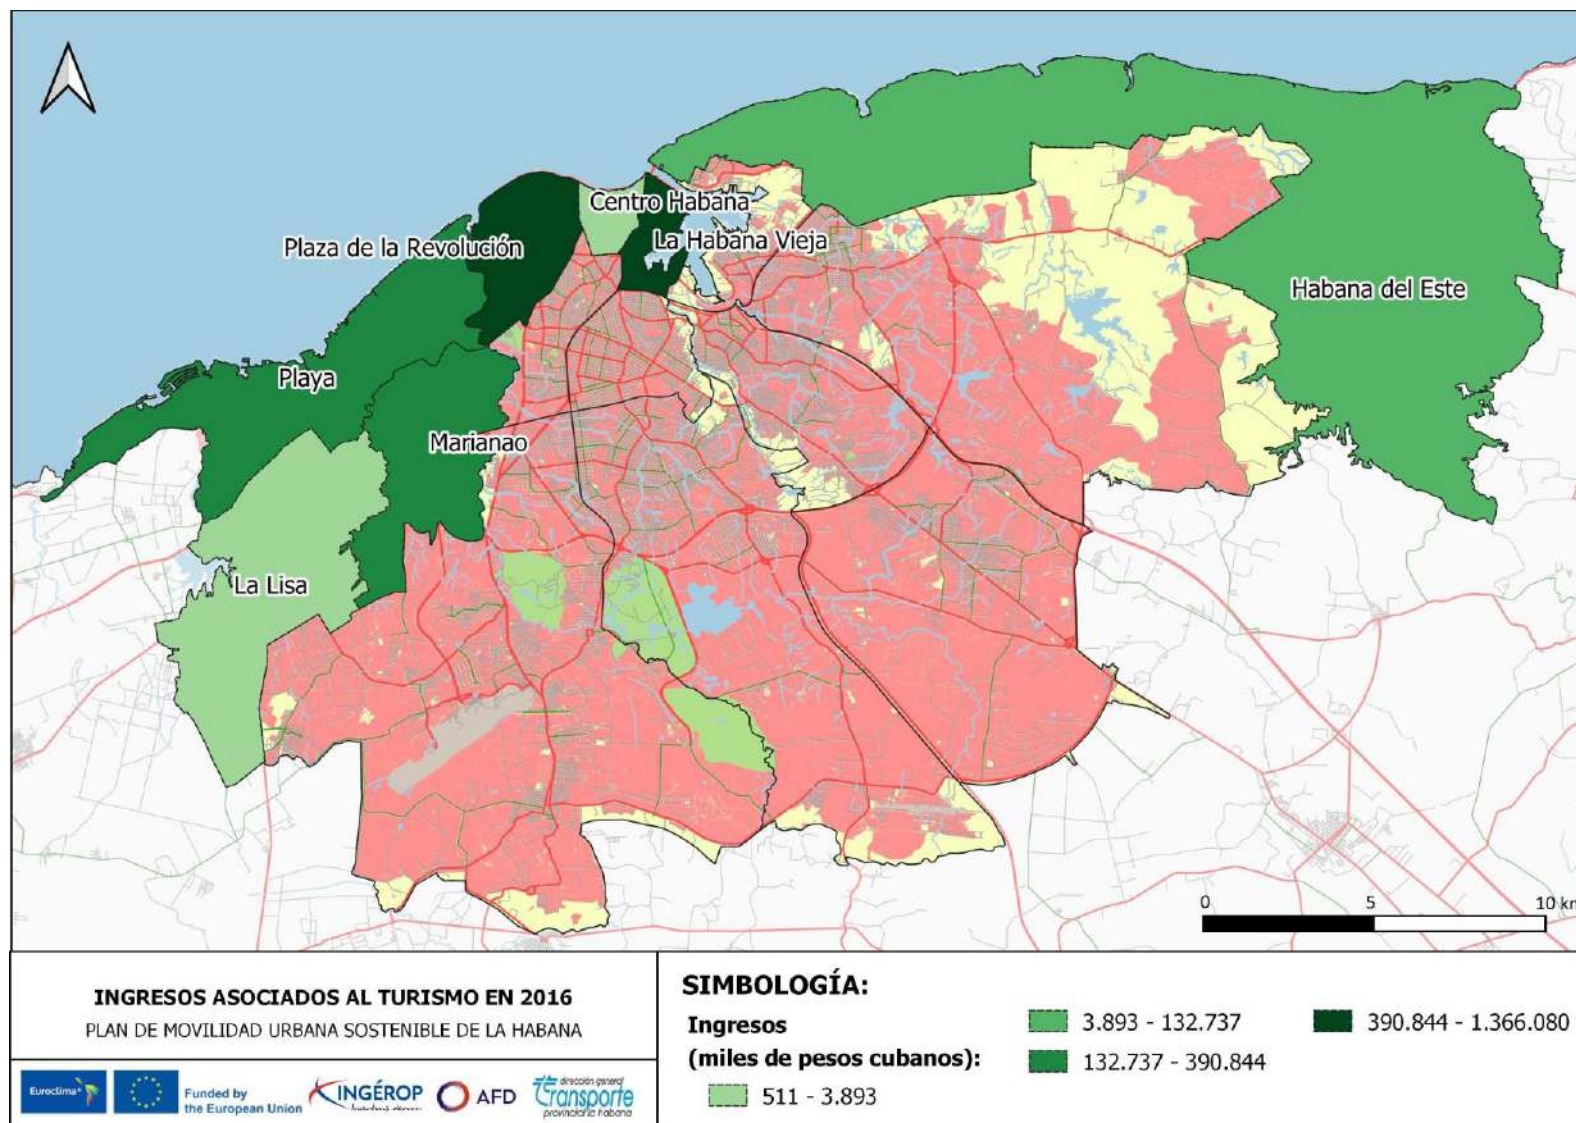 Centro Habana
La Habana Vieja
Plaza de la Revolución
Habana del Este
Playa
Marianao
La Lisa
0 5 10 km
INGRESOS ASOCIADOS AL TURISMO EN 2016
PLAN DE MOVILIDAD URBANA SOSTENIBLE DE LA HABANA
SIMBOLOGÍA:
Ingresos
(miles de pesos cubanos):
511 - 3.893
3.893 - 132.737
132.737 - 390.844
390.844 - 1.366.080
Euroclima+
Funded by
the European Union
INGÉROP
AFD
dirección general
transporte
provincial la habana